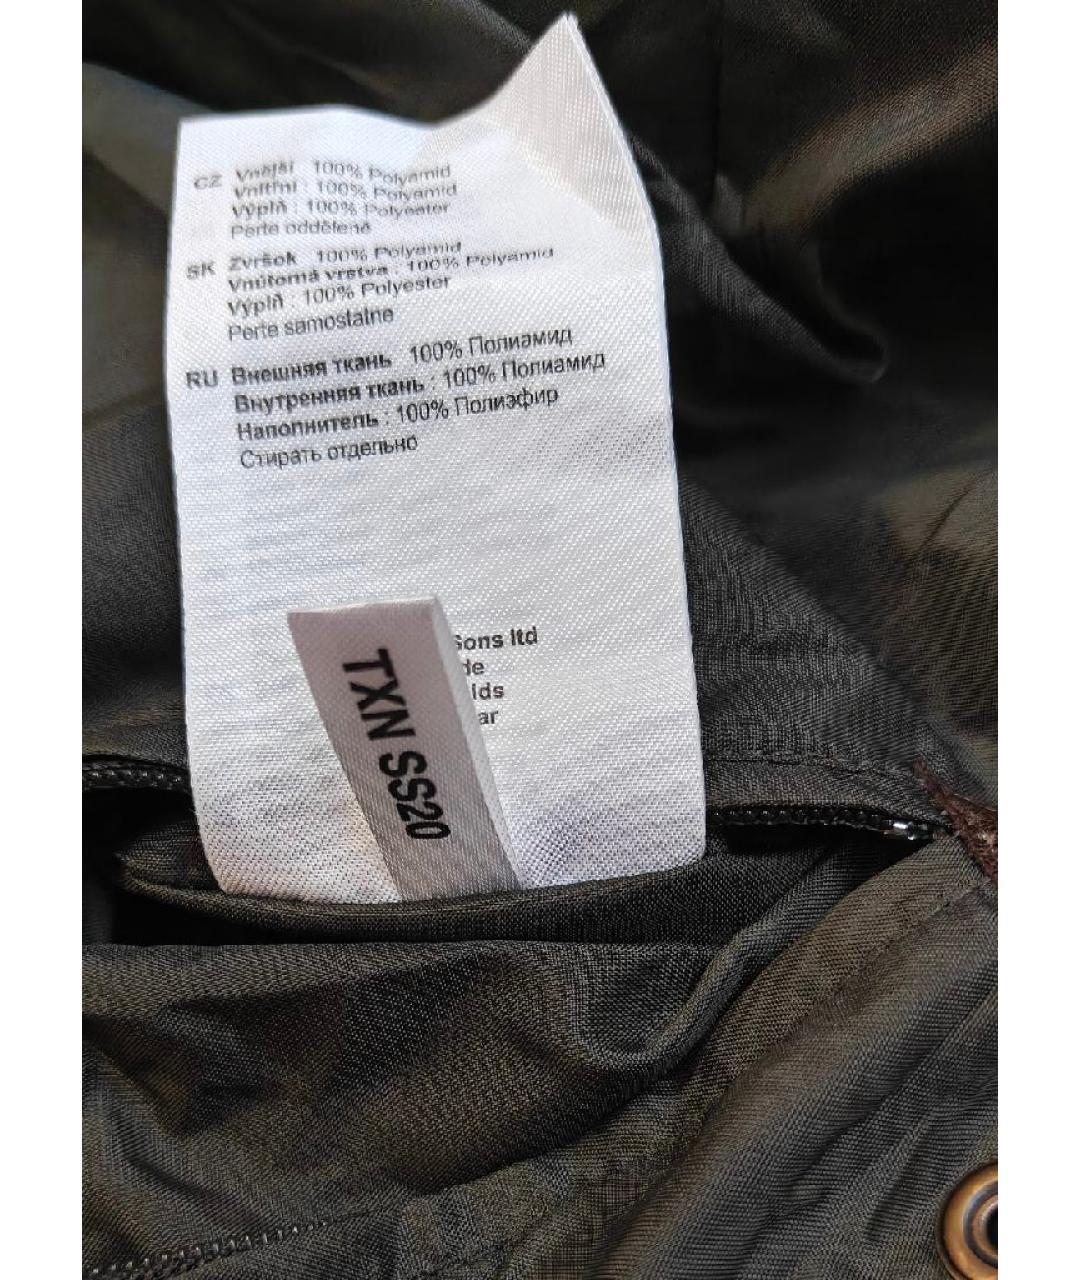 CZ Vnější 100% Polyamid
Vnitřní : 100% Polyamid
Výplň : 100% Polyester
Perte odděleně
SK Zvršok 100% Polyamid
Vnútorná vrstva : 100% Polyamid
Výplň : 100% Polyester
Perte samostatne
RU Внешняя ткань 100% Полиамид
Внутренняя ткань : 100% Полиамид
Наполнитель : 100% Полиэфир
Стирать отдельно
Sons ltd
de
lds
ar
TXN SS20